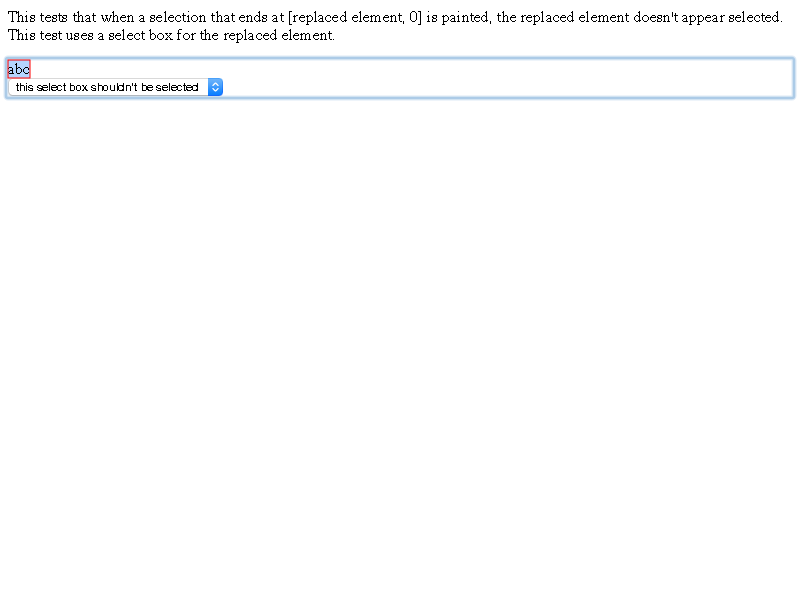 This tests that when a selection that ends at [replaced element, 0] is painted, the replaced element doesn't appear selected.
This test uses a select box for the replaced element.
abc
this select box shouldn't be selected